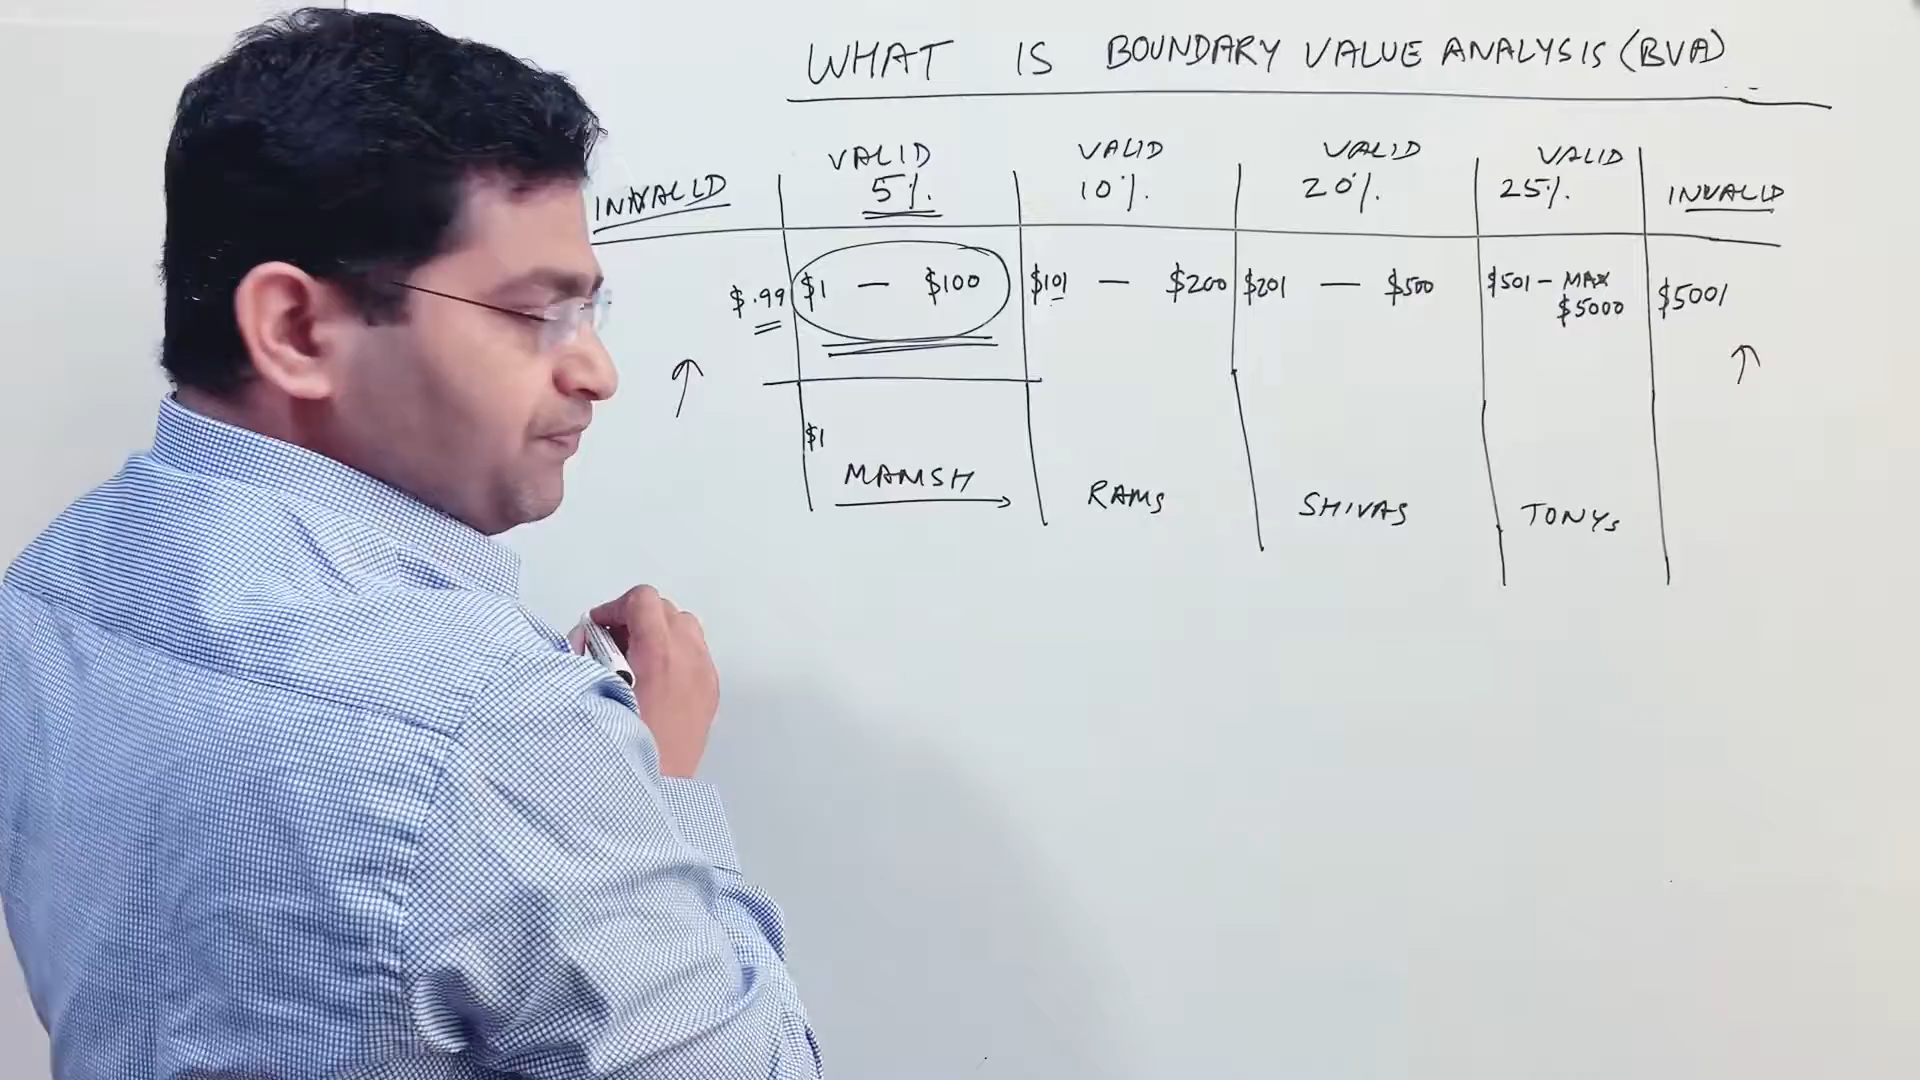 WHAT IS BOUNDARY VALUE ANALYSIS (BVA)
INVALID VALID 5%. VALID 10%. VALID 20%. VALID 25%. INVALID
$.99 $1 — $100 $101 — $200 $201 — $500 $501 – MAX $5000 $5001
$1
MANISH RAMS SHIVAS TONYs